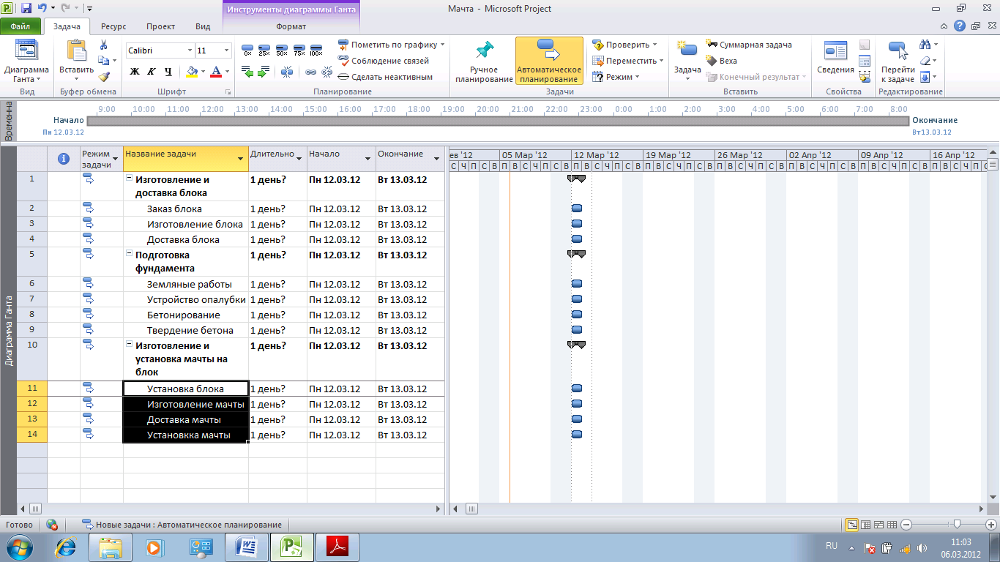 Инструменты диаграммы Ганта
Мачта - Microsoft Project
Файл Задача Ресурс Проект Вид Формат
Диаграмма Ганта
Вид
Вставить
Буфер обмена
Calibri 11
Ж К Ч
Шрифт
0% 25% 50% 75% 100%
Пометить по графику
Соблюдение связей
Сделать неактивным
Планирование
Ручное планирование
Автоматическое планирование
Проверить
Переместить
Режим
Задачи
Задача
Суммарная задача
Веха
Конечный результат
Вставить
Сведения
Свойства
Перейти к задаче
Редактирование
Временна
9:00 10:00 11:00 12:00 13:00 14:00 15:00 16:00 17:00 18:00 19:00 20:00 21:00 22:00 23:00 0:00 1:00 2:00 3:00 4:00 5:00 6:00 7:00 8:00
Начало
Пн 12.03.12
Окончание
Вт 13.03.12
Диаграмма Ганта
Режим задачи Название задачи Длительно Начало Окончание
ев '12 05 Мар '12 12 Мар '12 19 Мар '12 26 Мар '12 02 Апр '12 09 Апр '12 16 Апр '12
С Ч П С В П В С Ч П С В П В С Ч П С В П В С Ч П С В П В С Ч П С В П В С Ч П С В П В С Ч П С В П В С Ч П С
1 Изготовление и доставка блока 1 день? Пн 12.03.12 Вт 13.03.12
2 Заказ блока 1 день? Пн 12.03.12 Вт 13.03.12
3 Изготовление блока 1 день? Пн 12.03.12 Вт 13.03.12
4 Доставка блока 1 день? Пн 12.03.12 Вт 13.03.12
5 Подготовка фундамента 1 день? Пн 12.03.12 Вт 13.03.12
6 Земляные работы 1 день? Пн 12.03.12 Вт 13.03.12
7 Устройство опалубки 1 день? Пн 12.03.12 Вт 13.03.12
8 Бетонирование 1 день? Пн 12.03.12 Вт 13.03.12
9 Твердение бетона 1 день? Пн 12.03.12 Вт 13.03.12
10 Изготовление и установка мачты на блок 1 день? Пн 12.03.12 Вт 13.03.12
11 Установка блока 1 день? Пн 12.03.12 Вт 13.03.12
12 Изготовление мачты 1 день? Пн 12.03.12 Вт 13.03.12
13 Доставка мачты 1 день? Пн 12.03.12 Вт 13.03.12
14 Установкка мачты 1 день? Пн 12.03.12 Вт 13.03.12
Готово Новые задачи : Автоматическое планирование
RU 11:03
06.03.2012